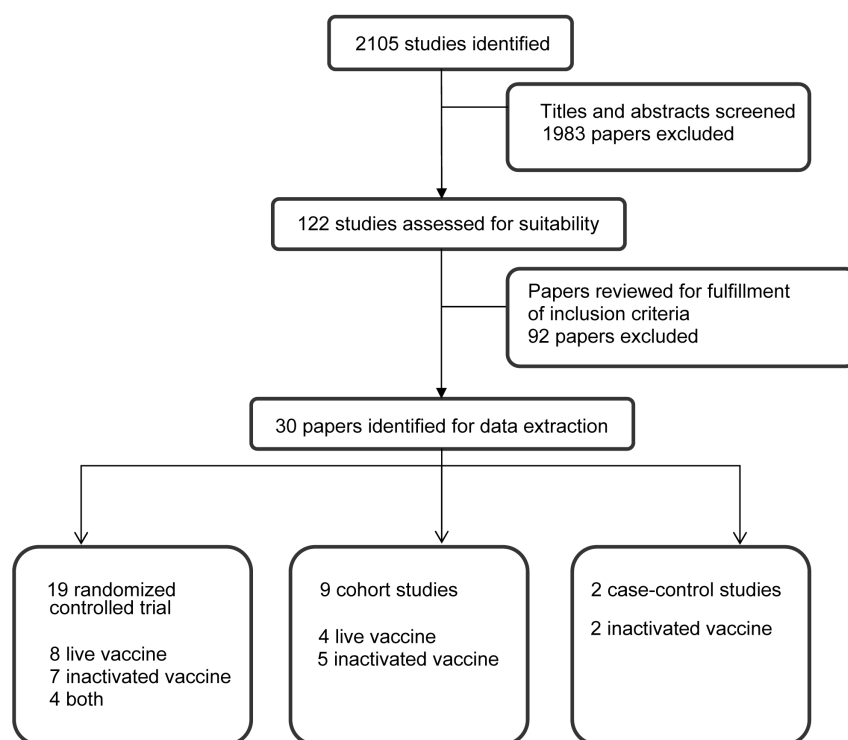 2105 studies identified
Titles and abstracts screened
1983 papers excluded
122 studies assessed for suitability
Papers reviewed for fulfillment
of inclusion criteria
92 papers excluded
30 papers identified for data extraction
19 randomized
controlled trial
8 live vaccine
7 inactivated vaccine
4 both
9 cohort studies
4 live vaccine
5 inactivated vaccine
2 case-control studies
2 inactivated vaccine